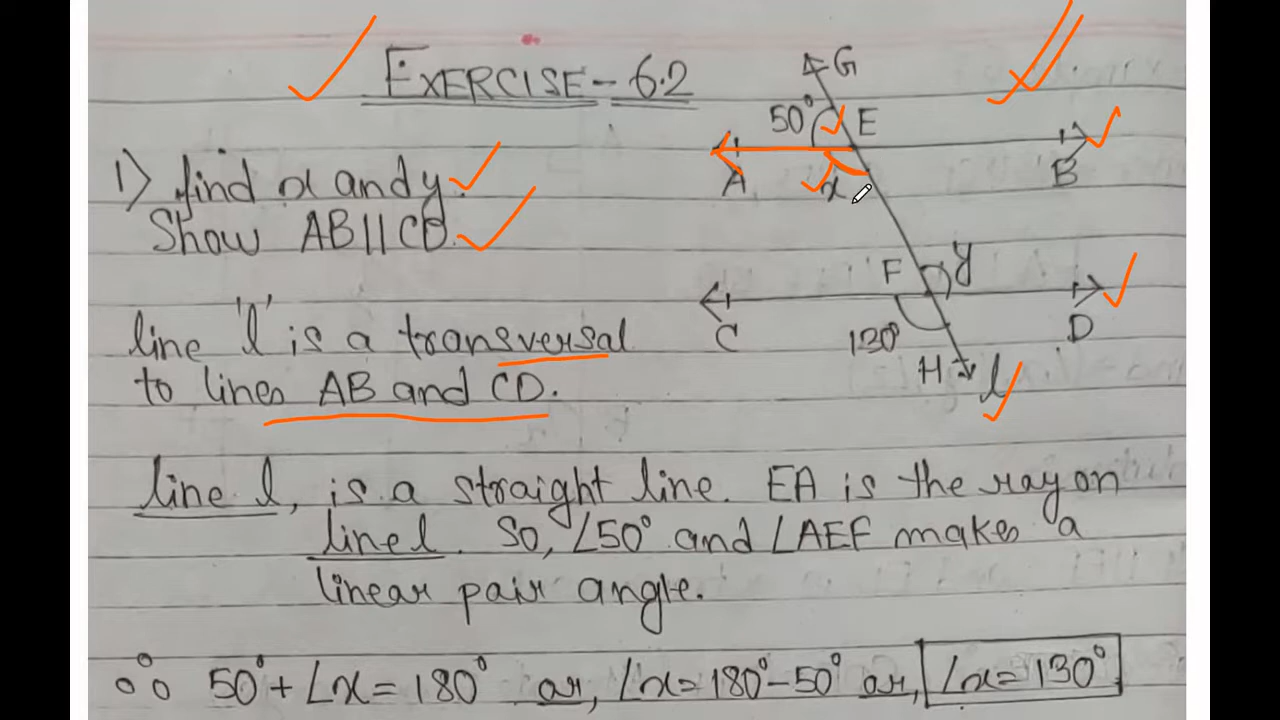 EXERCISE - 6.2
1) find x and y.
Show AB || CD.
G
50°
E
A
B
x
F
y
C
D
130°
H
l
line 'l' is a transversal
to lines AB and CD.
line l, is a straight line. EA is the ray on
line l. So, ∠50° and ∠AEF makes a
linear pair angle.
∴ 50° + ∠x = 180° or, ∠x = 180° - 50° or, ∠x = 130°